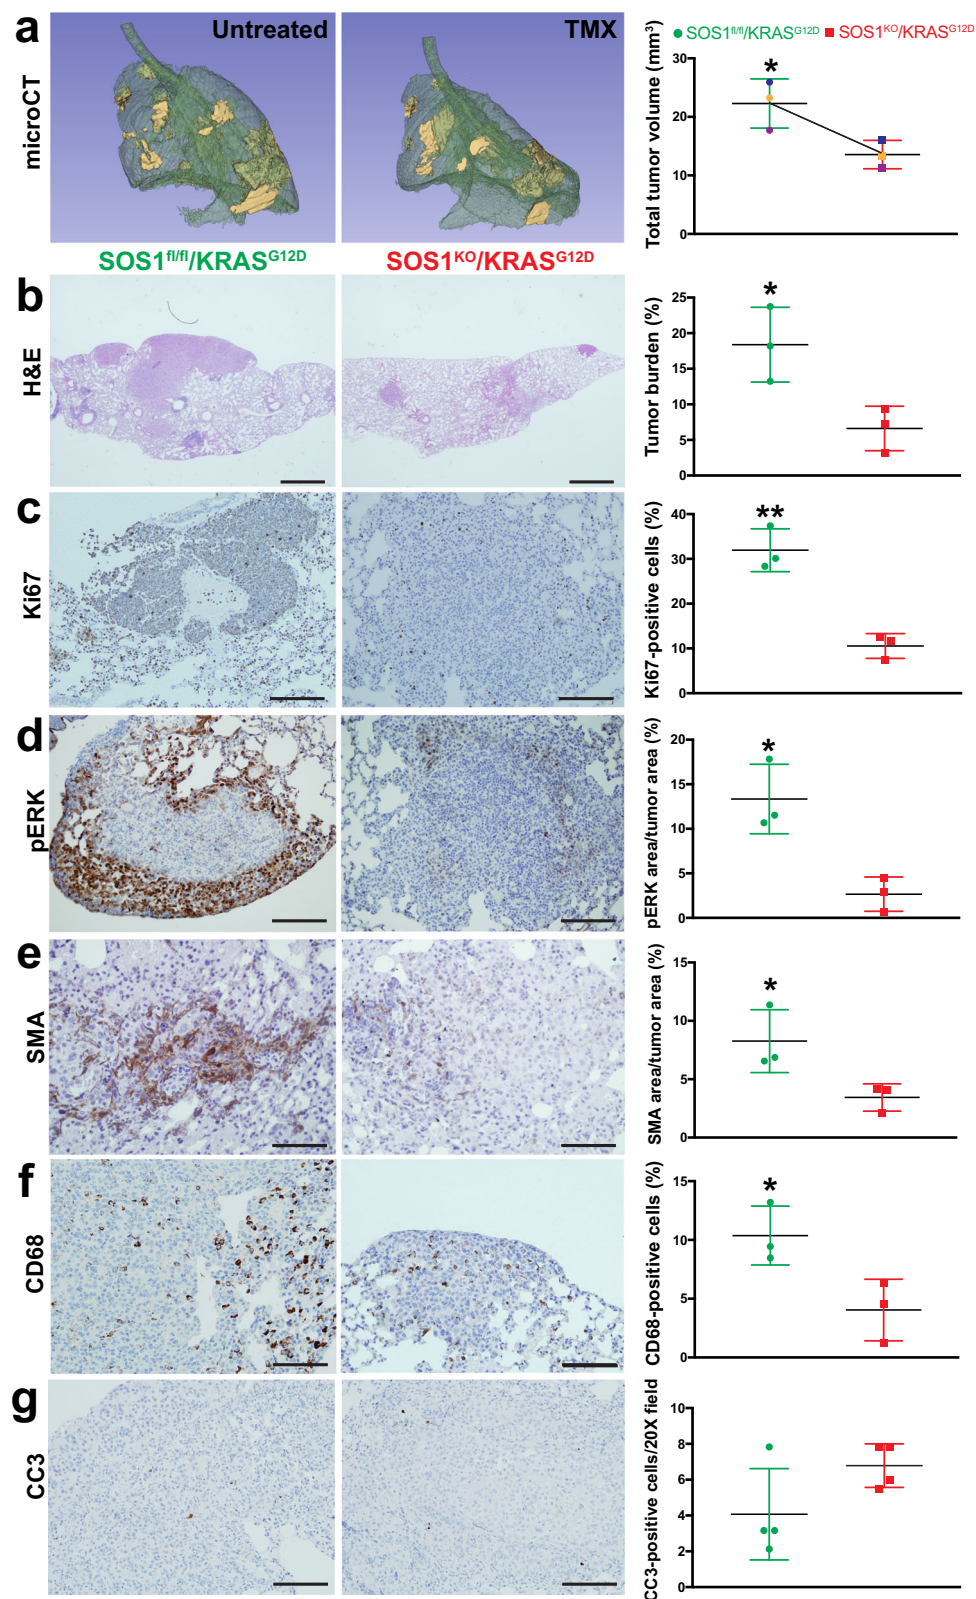 a
microCT
Untreated
TMX
SOS1fl/fl/KRASG12D
SOS1KO/KRASG12D
SOS1fl/fl/KRASG12D
SOS1KO/KRASG12D
Total tumor volume (mm3)
30
20
10
0
*
b
H&E
Tumor burden (%)
25
20
15
10
5
0
*
c
Ki67
Ki67-positive cells (%)
40
30
20
10
0
**
d
pERK
pERK area/tumor area (%)
20
15
10
5
0
*
e
SMA
SMA area/tumor area (%)
15
10
5
0
*
f
CD68
CD68-positive cells (%)
15
10
5
0
*
g
CC3
CC3-positive cells/20X field
10
8
6
4
2
0